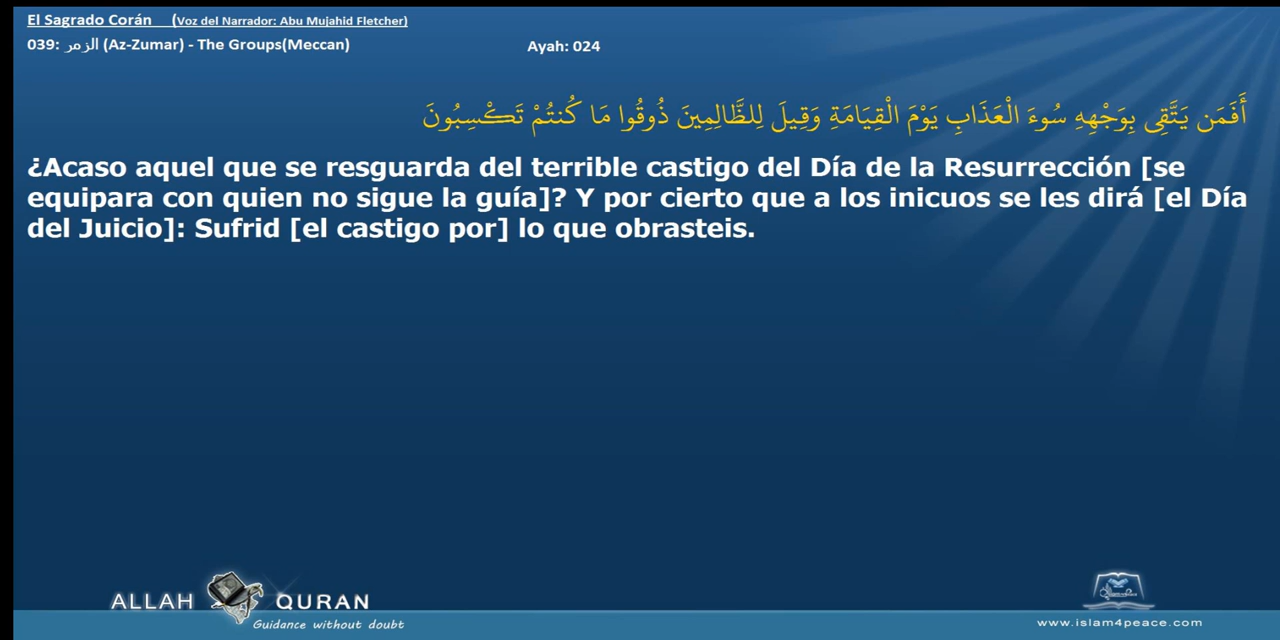 El Sagrado Corán (Voz del Narrador: Abu Mujahid Fletcher)
039: الزمر (Az-Zumar) - The Groups(Meccan) Ayah: 024
أَفَمَن يَتَّقِى بِوَجْهِهِ سُوءَ الْعَذَابِ يَوْمَ الْقِيَامَةِ وَقِيلَ لِلظَّالِمِينَ ذُوقُوا مَا كُنتُمْ تَكْسِبُونَ
¿Acaso aquel que se resguarda del terrible castigo del Día de la Resurrección [se
equipara con quien no sigue la guía]? Y por cierto que a los inicuos se les dirá [el Día
del Juicio]: Sufrid [el castigo por] lo que obrasteis.
ALLAH QURAN
Guidance without doubt
www.islam4peace.com